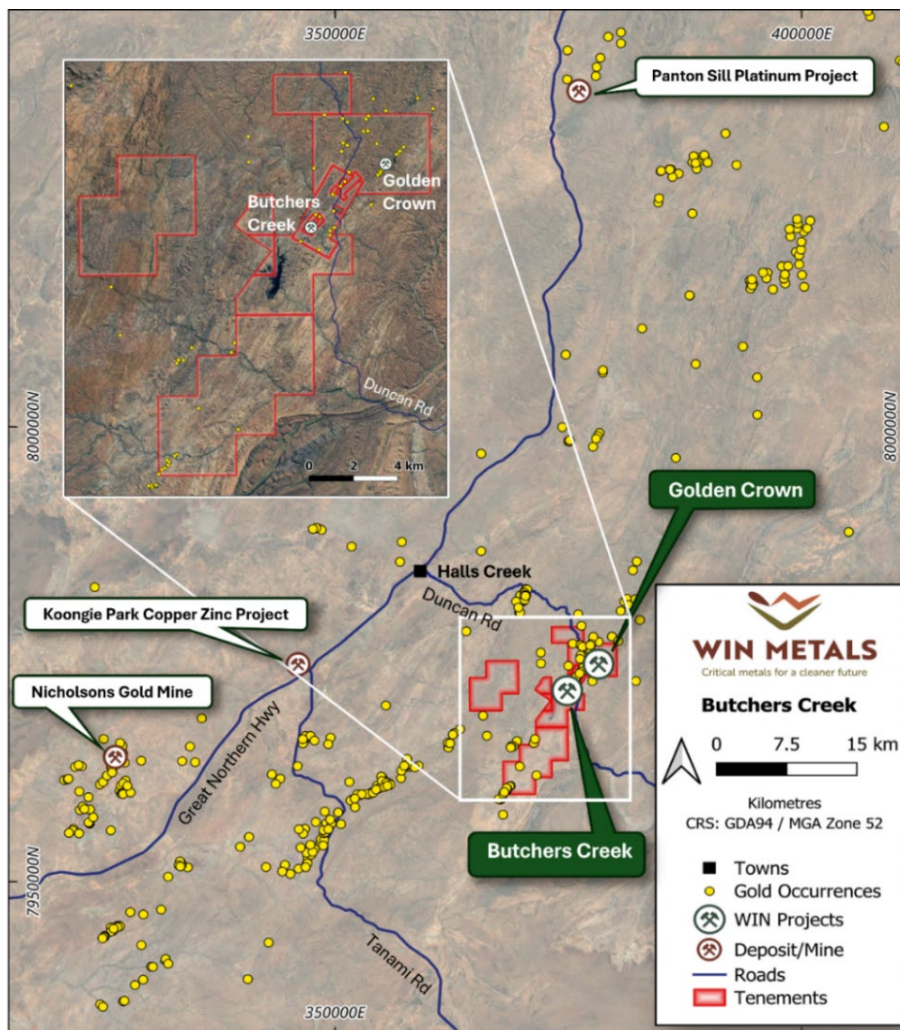 350000E
400000E
Panton Sill Platinum Project
Golden
Crown
Butchers
Creek
Duncan Rd
0 2 4 km
8000000N
8000000N
Golden Crown
Halls Creek
Duncan Rd
Koongie Park Copper Zinc Project
Nicholsons Gold Mine
Great Northern Hwy
Butchers Creek
7950000N
Tanami Rd
350000E
WIN METALS
Critical metals for a cleaner future
Butchers Creek
0 7.5 15 km
Kilometres
CRS: GDA94 / MGA Zone 52
Towns
Gold Occurrences
WIN Projects
Deposit/Mine
Roads
Tenements